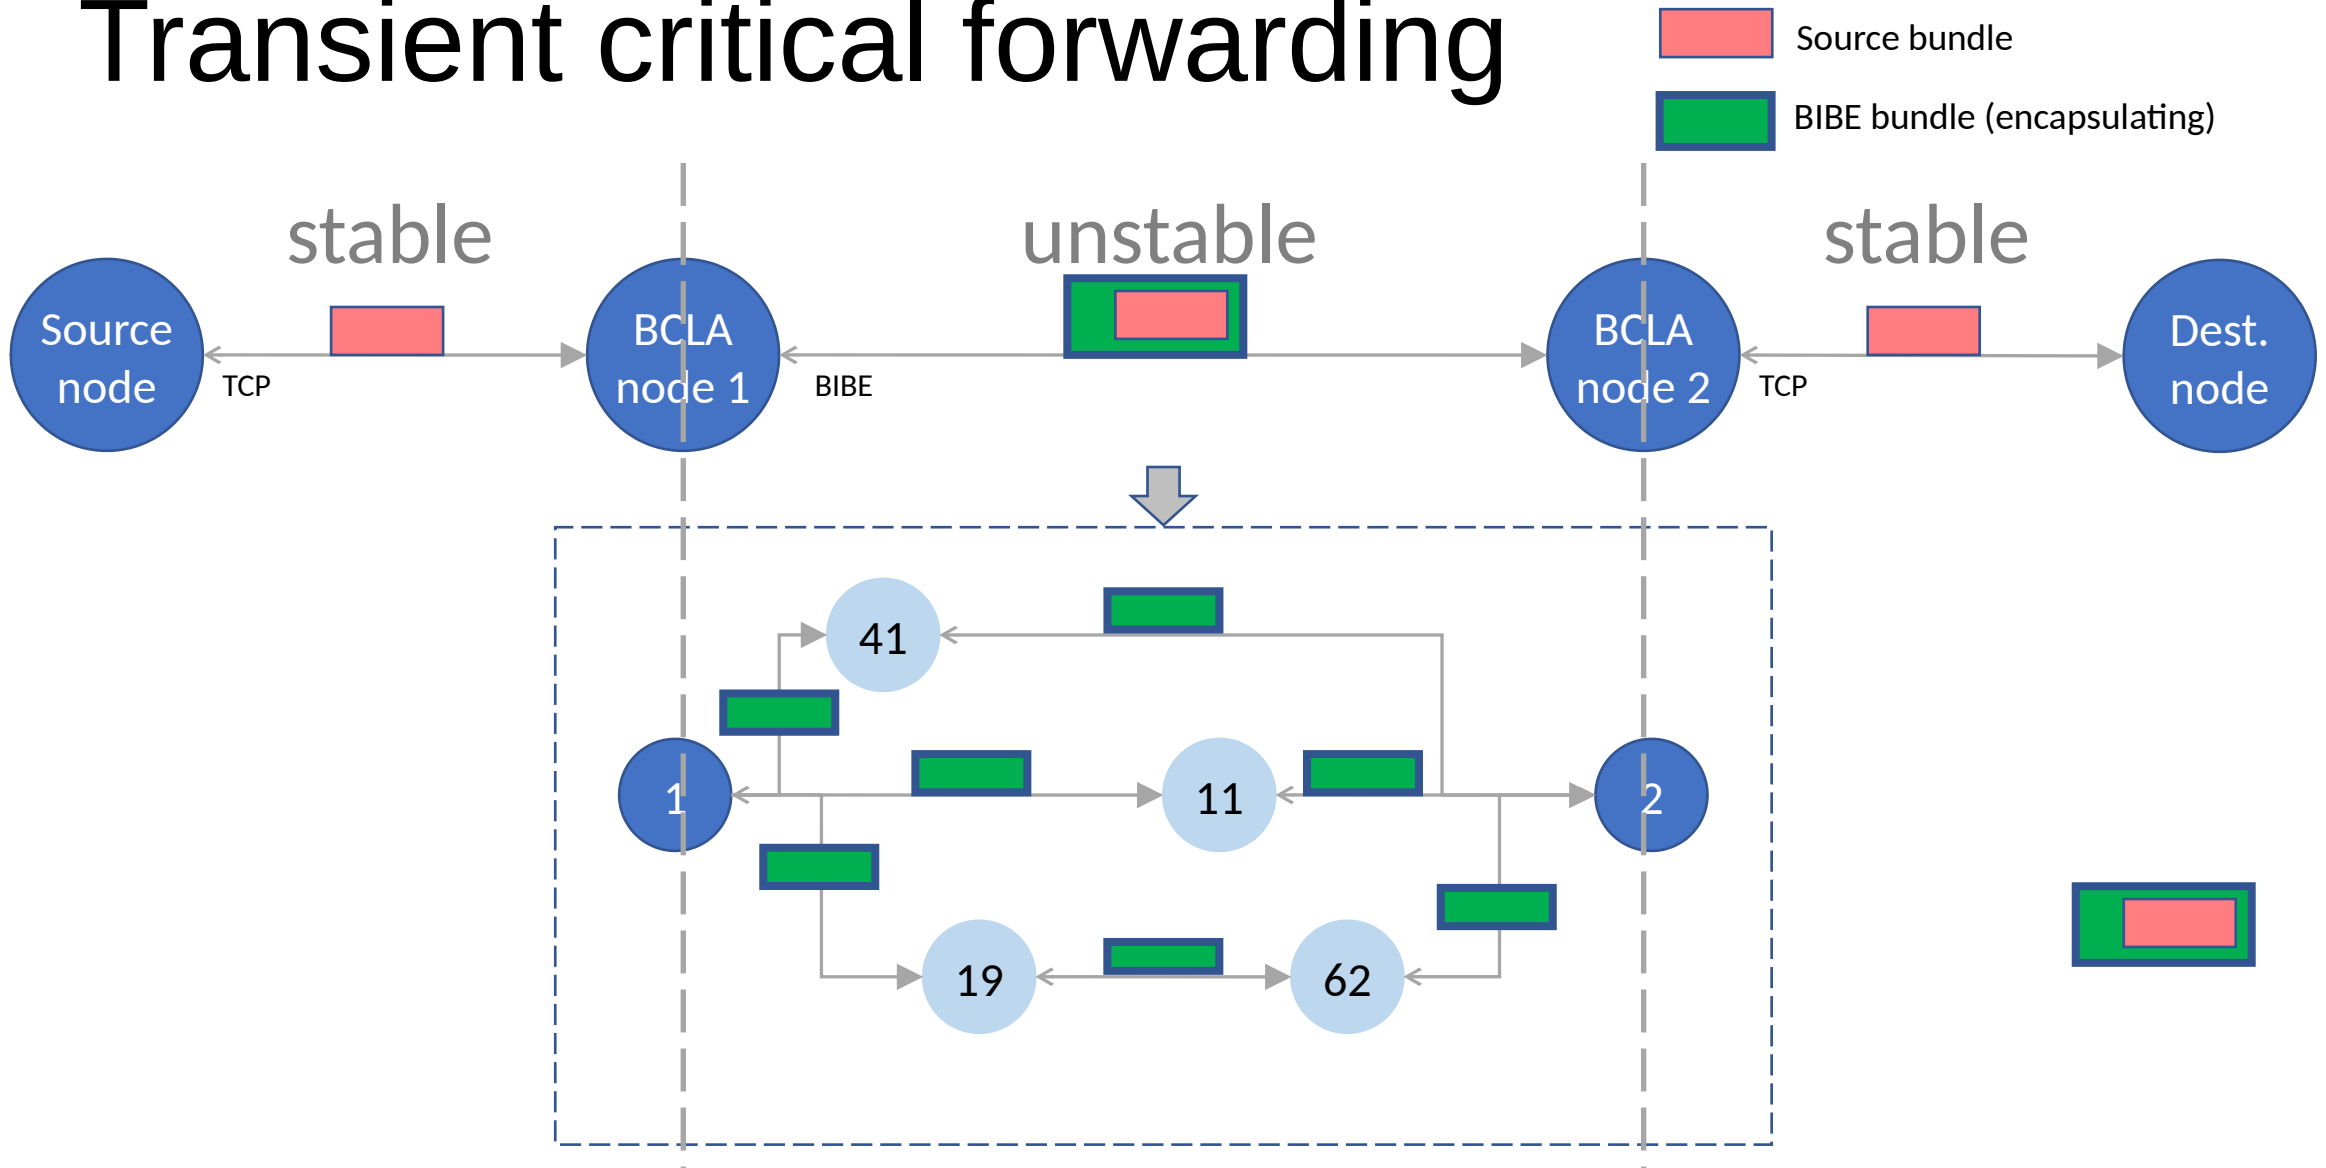 Transient critical forwarding
Source bundle
BIBE bundle (encapsulating)
stable
unstable
stable
Source
node
TCP
BCLA
node 1
BIBE
BCLA
node 2
TCP
Dest.
node
41
1
11
2
19
62